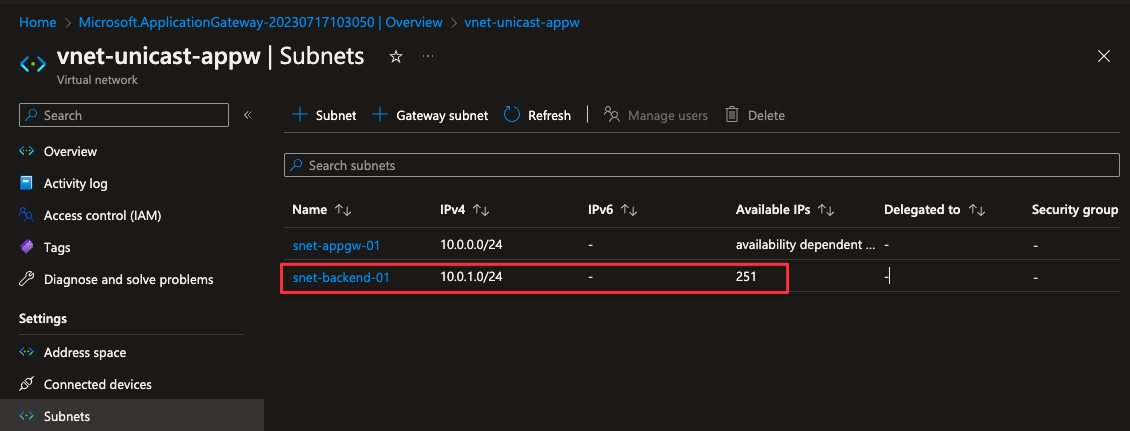 Home > Microsoft.ApplicationGateway-20230717103050 | Overview > vnet-unicast-appw
vnet-unicast-appw | Subnets
Virtual network
Search
Overview
Activity log
Access control (IAM)
Tags
Diagnose and solve problems
Settings
Address space
Connected devices
Subnets
+ Subnet + Gateway subnet Refresh | Manage users Delete
Search subnets
Name IPv4 IPv6 Available IPs Delegated to Security group
snet-appgw-01 10.0.0.0/24 - availability dependent ... - -
snet-backend-01 10.0.1.0/24 - 251 - -